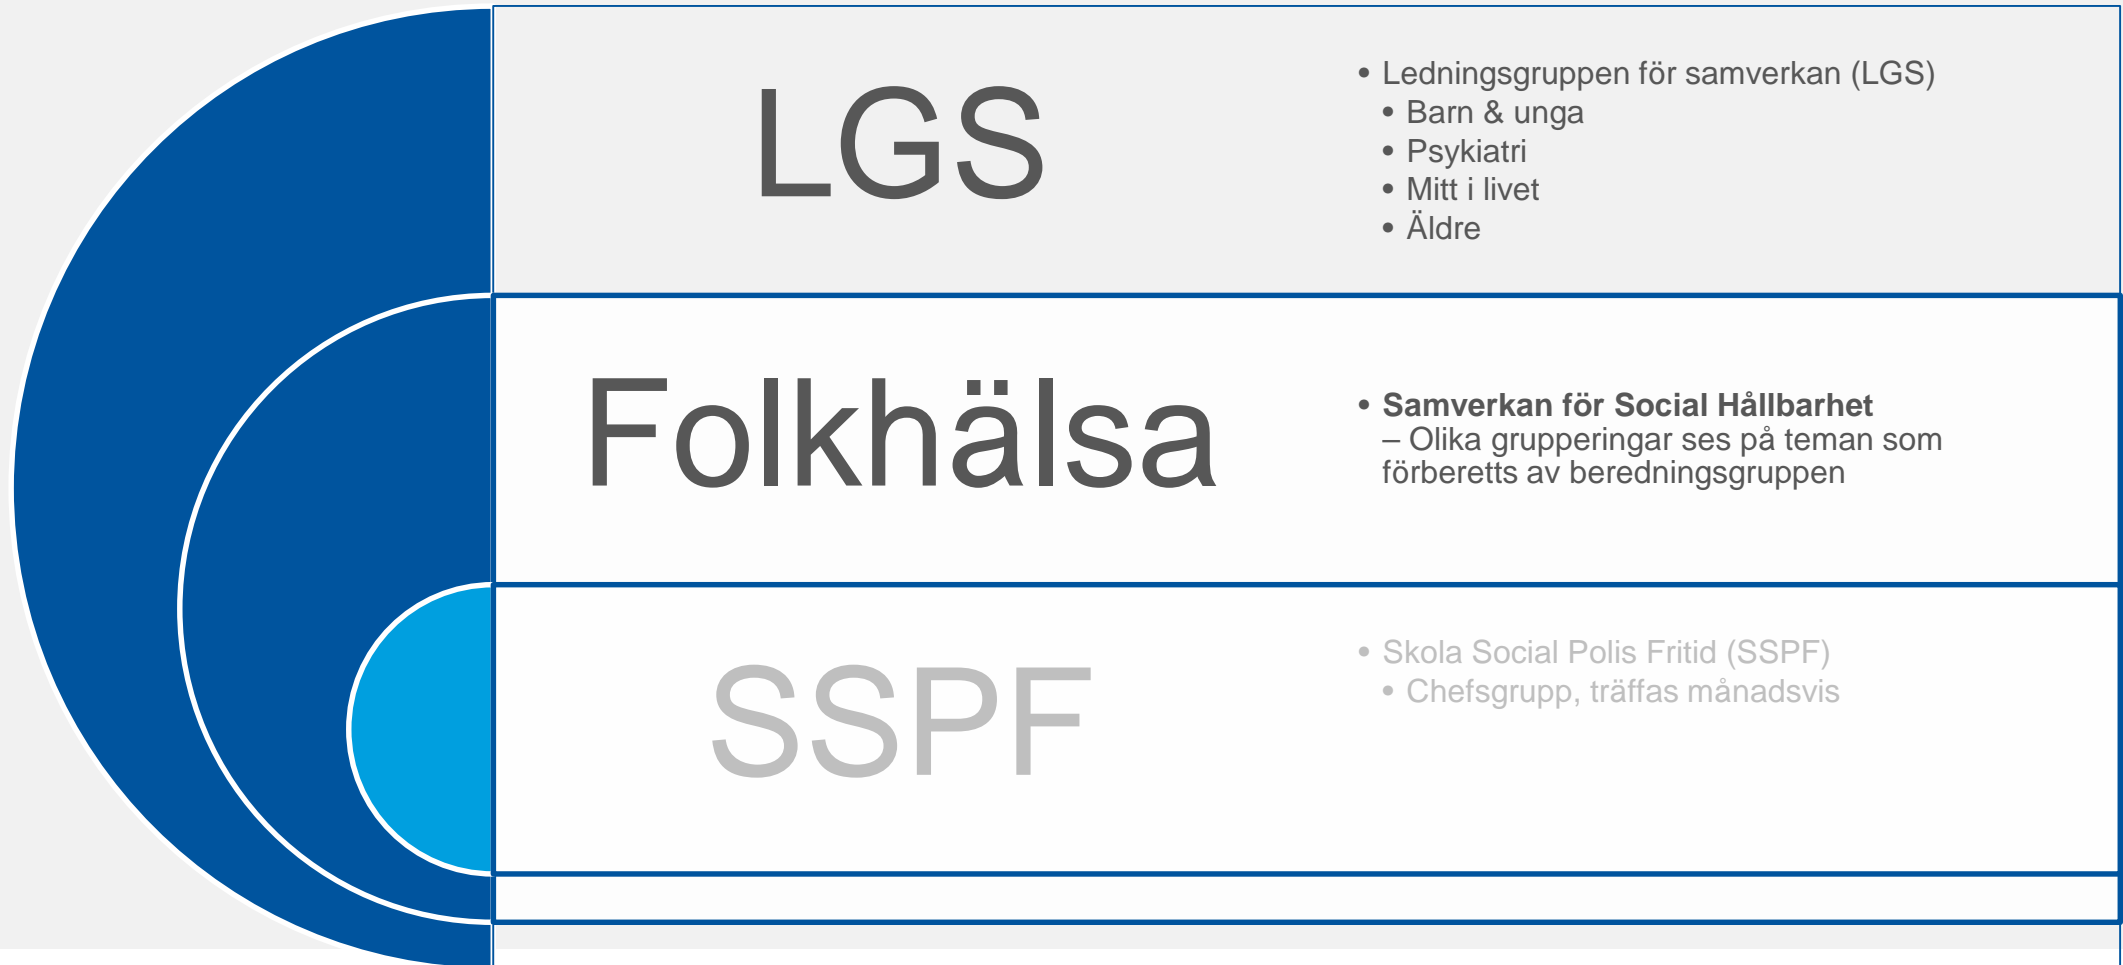 LGS
• Ledningsgruppen för samverkan (LGS)
• Barn & unga
• Psykiatri
• Mitt i livet
• Äldre
Folkhälsa
• Samverkan för Social Hållbarhet
– Olika grupperingar ses på teman som
förberetts av beredningsgruppen
SSPF
• Skola Social Polis Fritid (SSPF)
• Chefsgrupp, träffas månadsvis